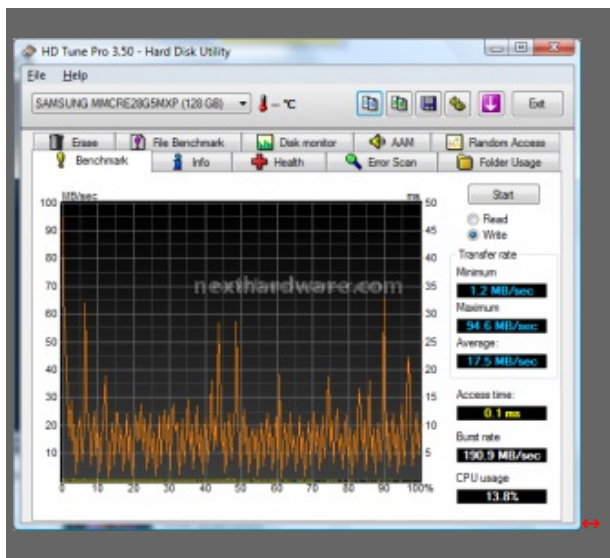 HD Tune Pro 3.50 - Hard Disk Utility
File Help
SAMSUNG MMCRE28G5MXP (128 GB) – °C Exit
Erase File Benchmark Disk monitor AAM Random Access
Benchmark Info Health Error Scan Folder Usage
MB/sec ms
100 50
90 45
80 40
70 35
60 30
50 25
40 20
30 15
20 10
10 5
0 10 20 30 40 50 60 70 80 90 100%
nexthardware.com
Start
Read
Write
Transfer rate
Minimum
1.2 MB/sec
Maximum
94.6 MB/sec
Average:
17.5 MB/sec
Access time:
0.1 ms
Burst rate
190.9 MB/sec
CPU usage
13.8%